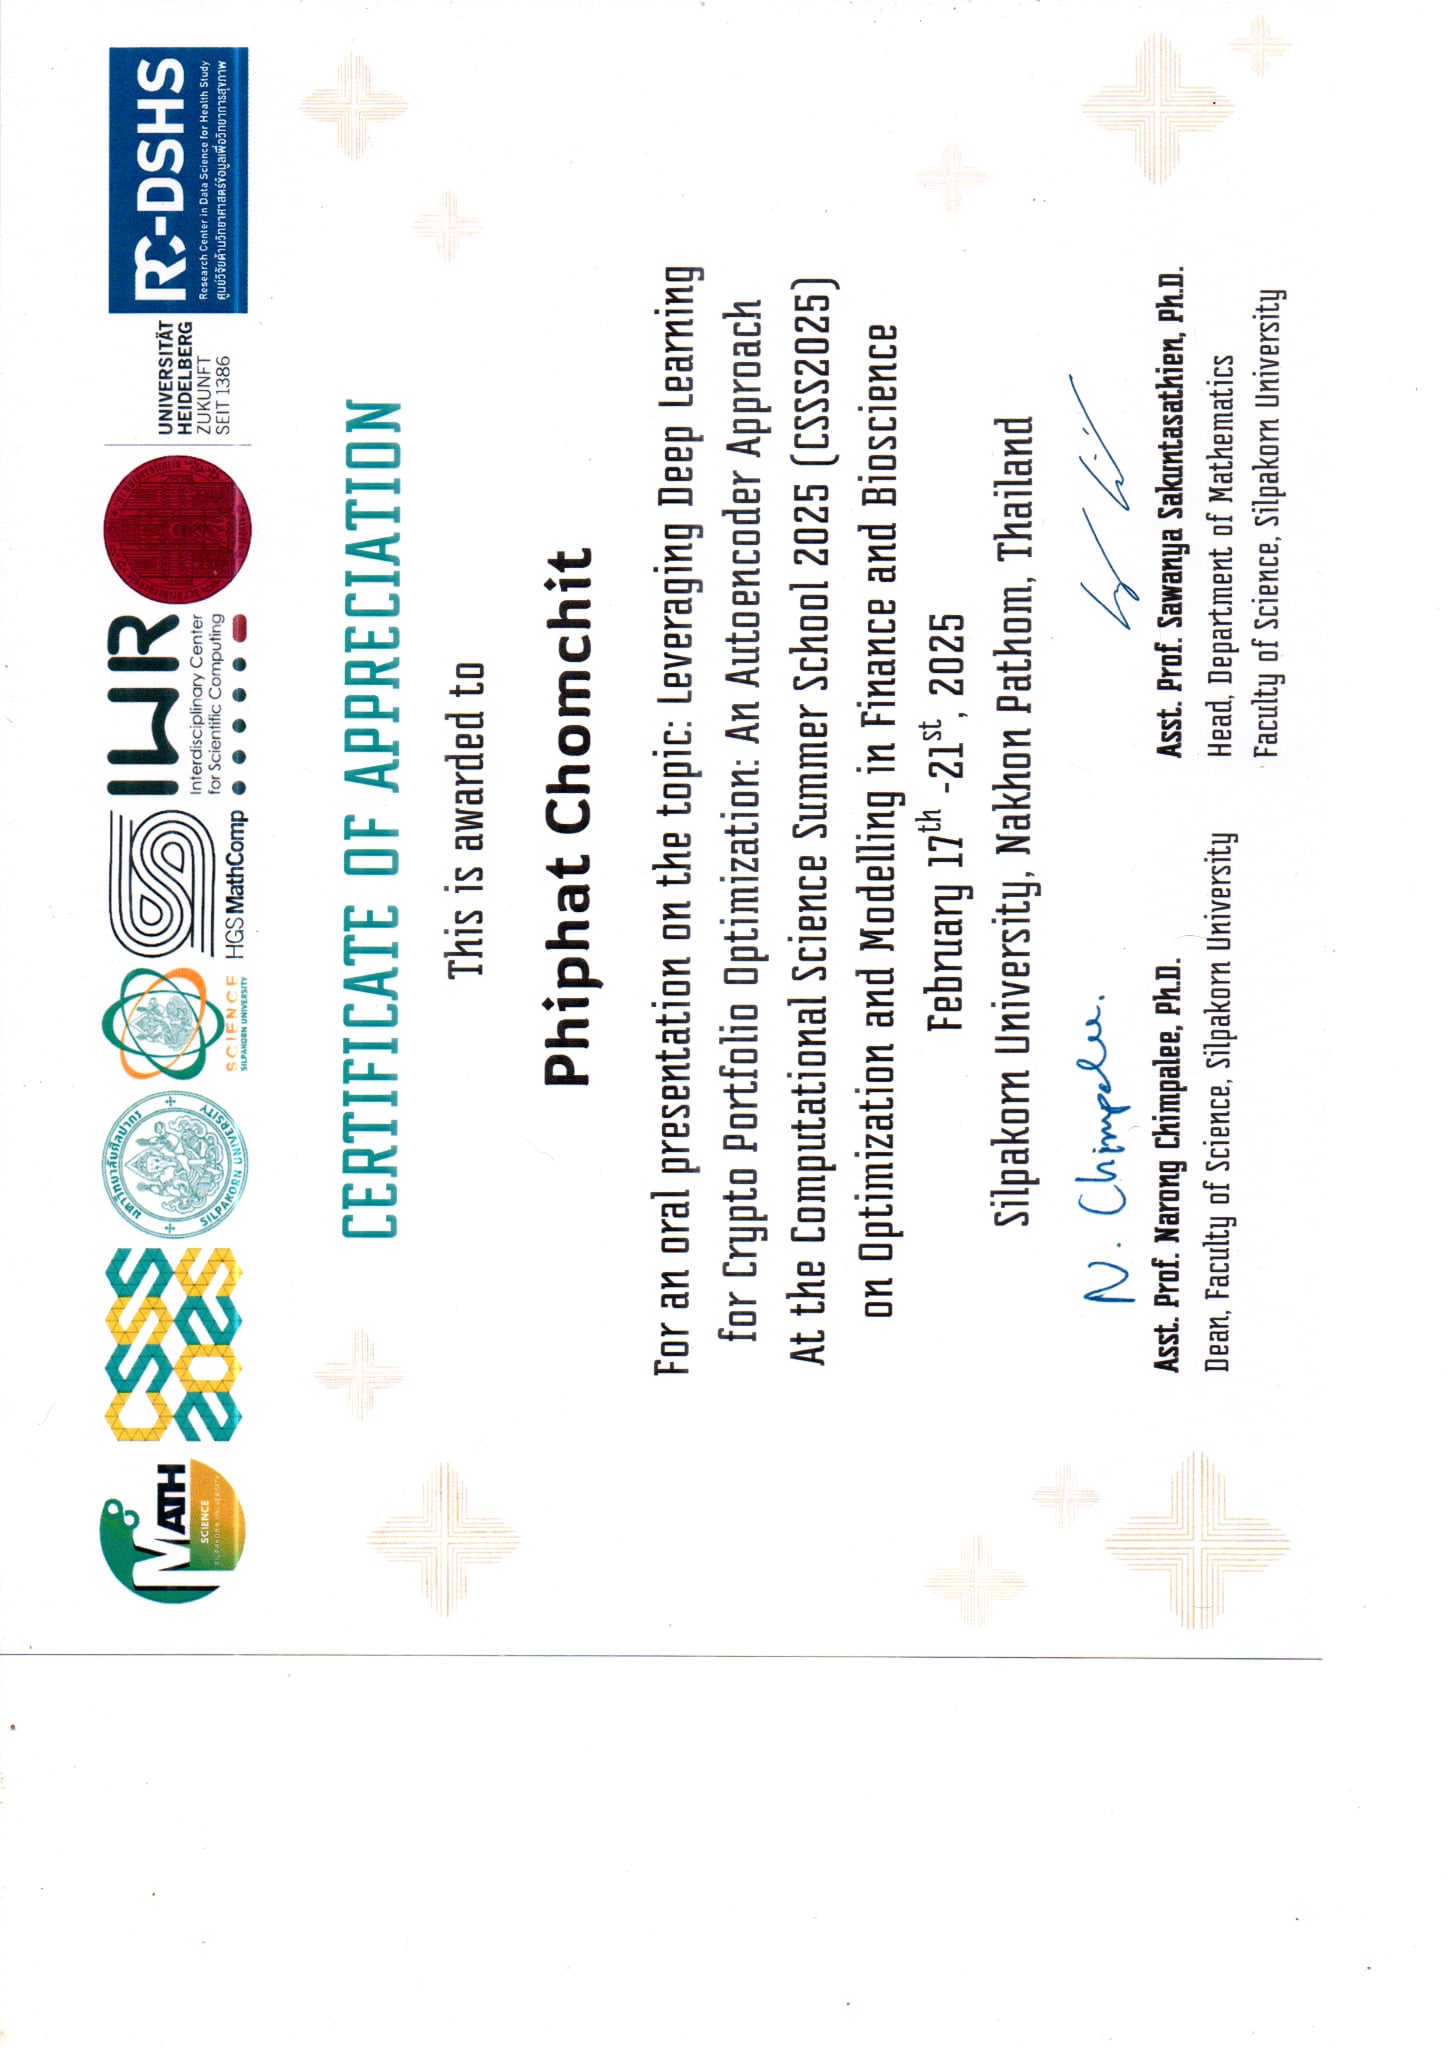 MATH
SCIENCE
SILPAKORN UNIVERSITY
CSSS
2025
มหาวิทยาลัยศิลปากร
SILPAKORN UNIVERSITY
SCIENCE
SILPAKORN UNIVERSITY
HGS MathComp
IWR
Interdisciplinary Center
for Scientific Computing
UNIVERSITÄT
HEIDELBERG
ZUKUNFT
SEIT 1386
RC-DSHS
Research Center in Data Science for Health Study
ศูนย์วิจัยด้านวิทยาศาสตร์ข้อมูลเพื่อวิทยาการสุขภาพ
CERTIFICATE OF APPRECIATION
This is awarded to
Phiphat Chomchit
For an oral presentation on the topic: Leveraging Deep Learning
for Crypto Portfolio Optimization: An Autoencoder Approach
At the Computational Science Summer School 2025 (CSSS2025)
on Optimization and Modelling in Finance and Bioscience
February 17th -21st, 2025
Silpakorn University, Nakhon Pathom, Thailand
N. Chimpalee.
Asst. Prof. Narong Chimpalee, Ph.D.
Dean, Faculty of Science, Silpakorn University
Asst. Prof. Sawanya Sakuntasathien, Ph.D.
Head, Department of Mathematics
Faculty of Science, Silpakorn University